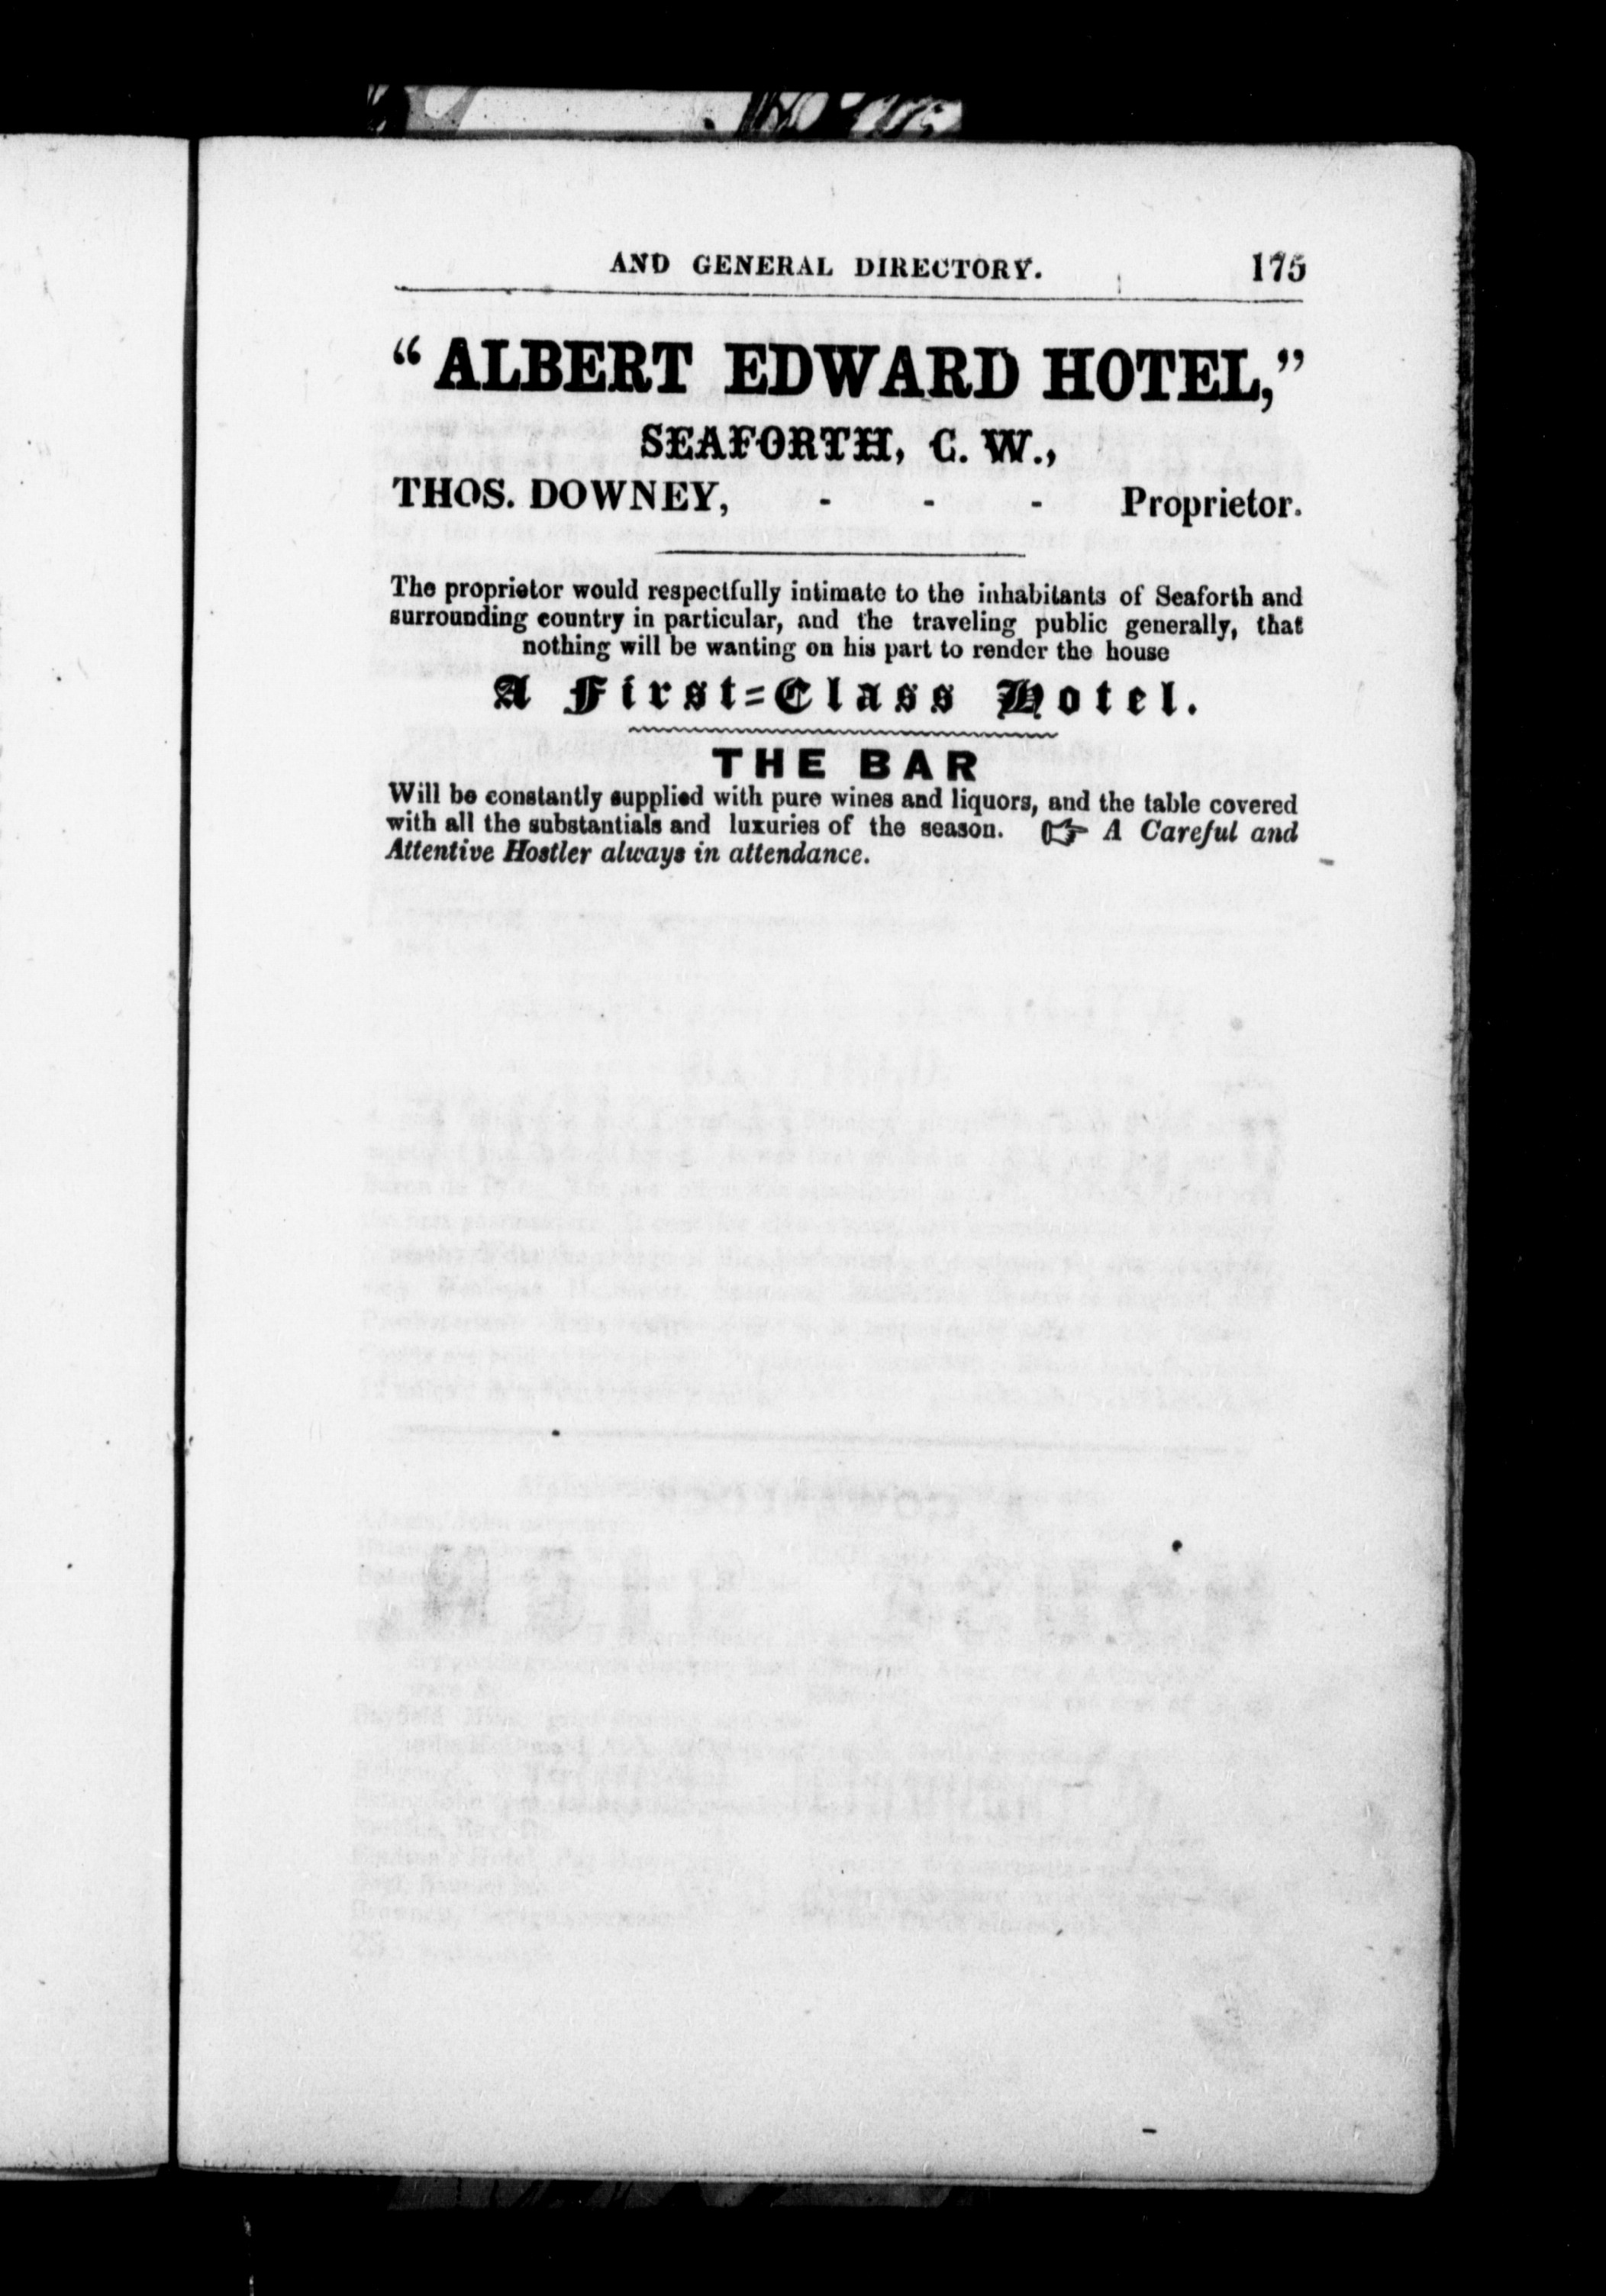 AND GENERAL DIRECTORY. 175
“ALBERT EDWARD HOTEL,”
SEAFORTH, C. W.,
THOS. DOWNEY, - - - Proprietor.
The proprietor would respectfully intimate to the inhabitants of Seaforth and
surrounding country in particular, and the traveling public generally, that
nothing will be wanting on his part to render the house
A First-Class Hotel.
THE BAR
Will be constantly supplied with pure wines and liquors, and the table covered
with all the substantials and luxuries of the season. ☞ A Careful and
Attentive Hostler always in attendance.